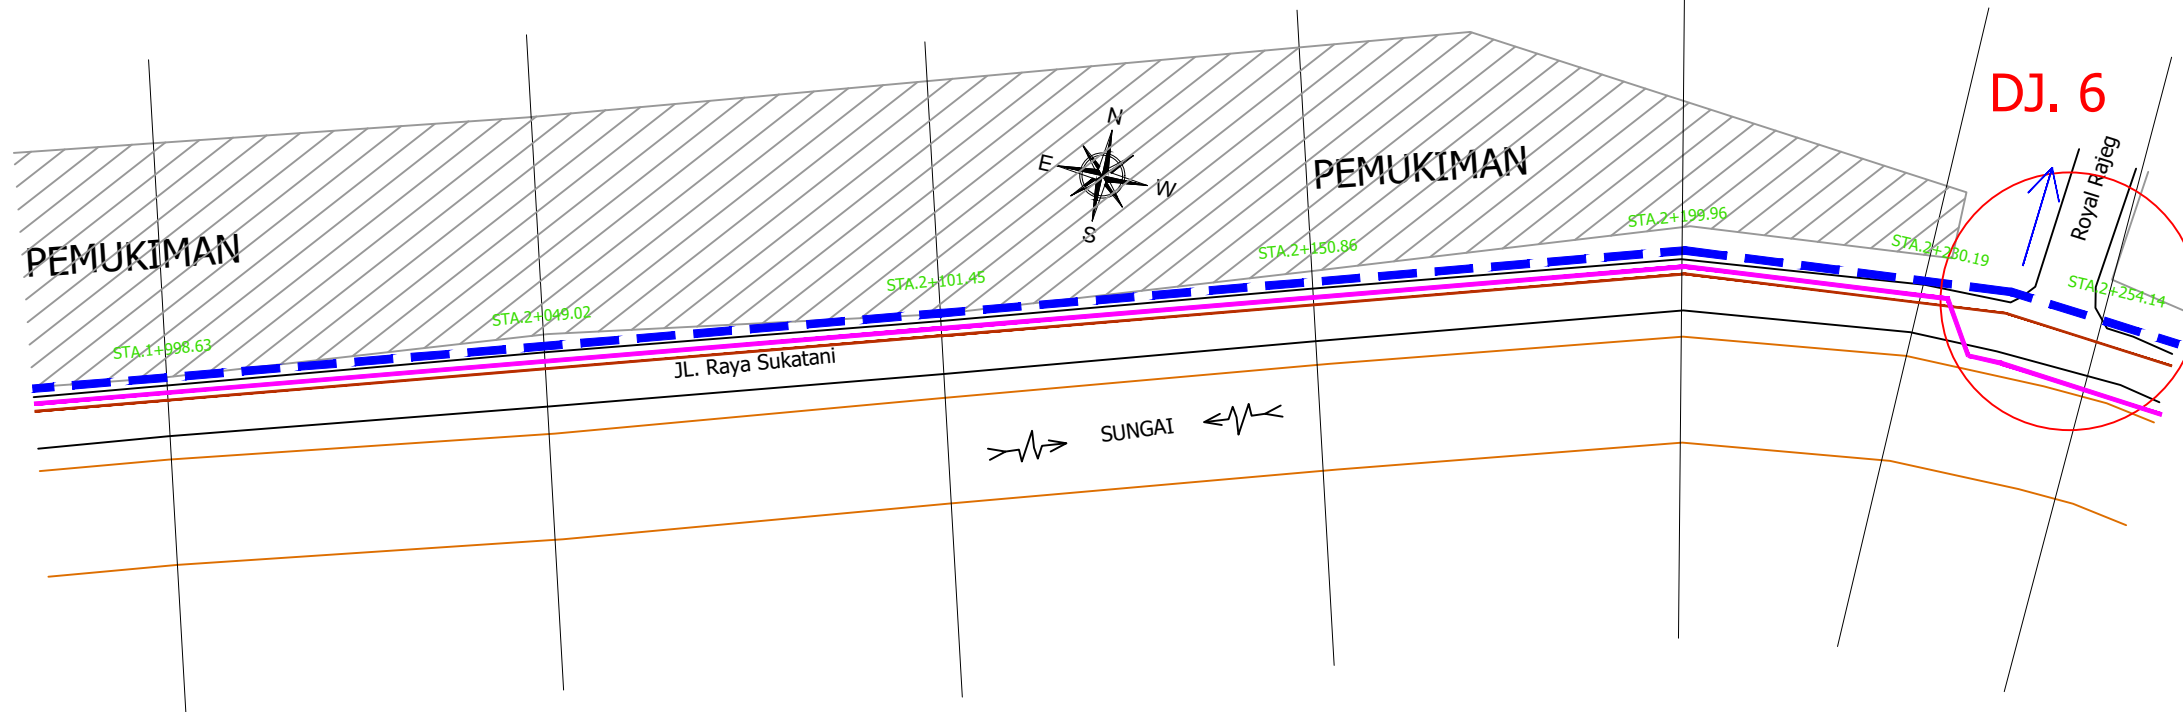 DJ. 6
N
E
W
S
PEMUKIMAN
Royal Rajeg
STA.2+199.96
STA.2+150.86
STA.2+230.19
PEMUKIMAN
STA.2+101.45
STA.2+254.14
STA.2+049.02
STA.1+998.63
JL. Raya Sukatani
SUNGAI